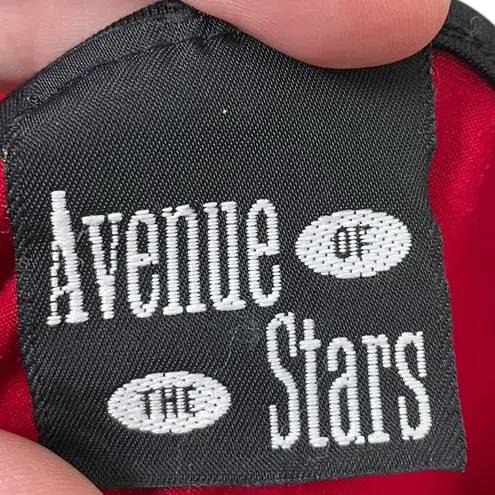 Avenue OF
THE Stars